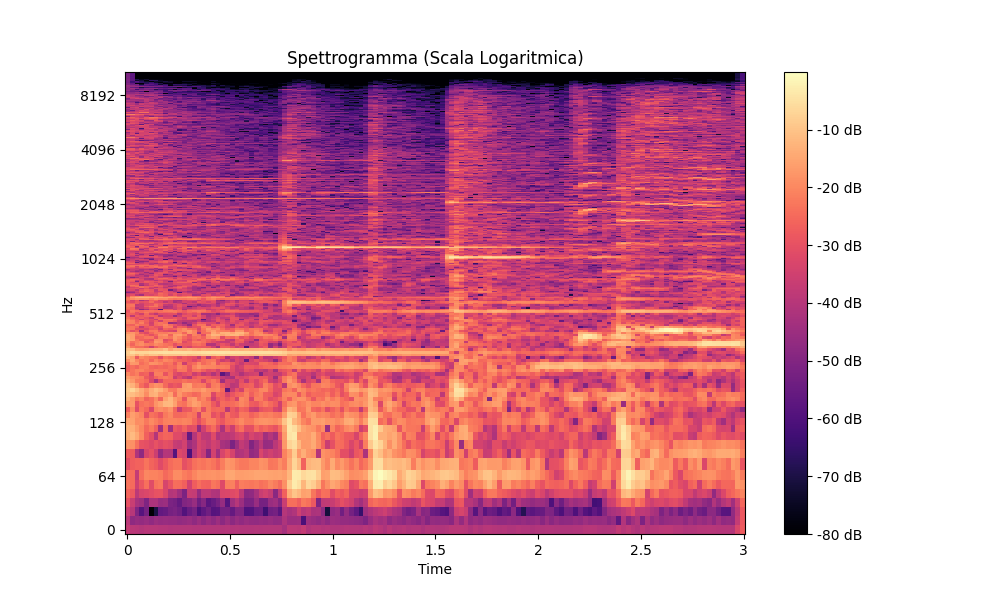 Spettrogramma (Scala Logaritmica)
8192
4096
2048
1024
512
256
128
64
0
Hz
0
0.5
1
1.5
2
2.5
3
Time
-10 dB
-20 dB
-30 dB
-40 dB
-50 dB
-60 dB
-70 dB
-80 dB